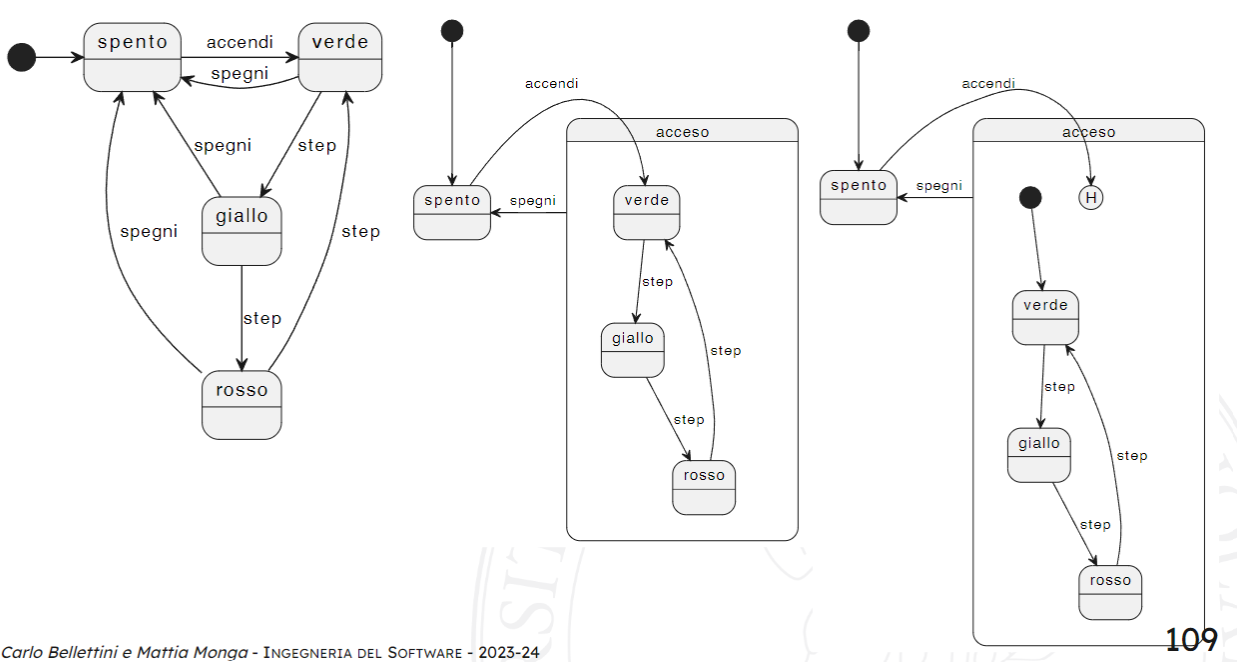 spento
accendi
verde
spegni
spegni
step
giallo
spegni
step
step
rosso
accendi
acceso
spento
spegni
verde
step
giallo
step
step
rosso
accendi
acceso
spento
spegni
H
verde
step
giallo
step
step
rosso
109
Carlo Bellettini e Mattia Monga - INGEGNERIA DEL SOFTWARE - 2023-24